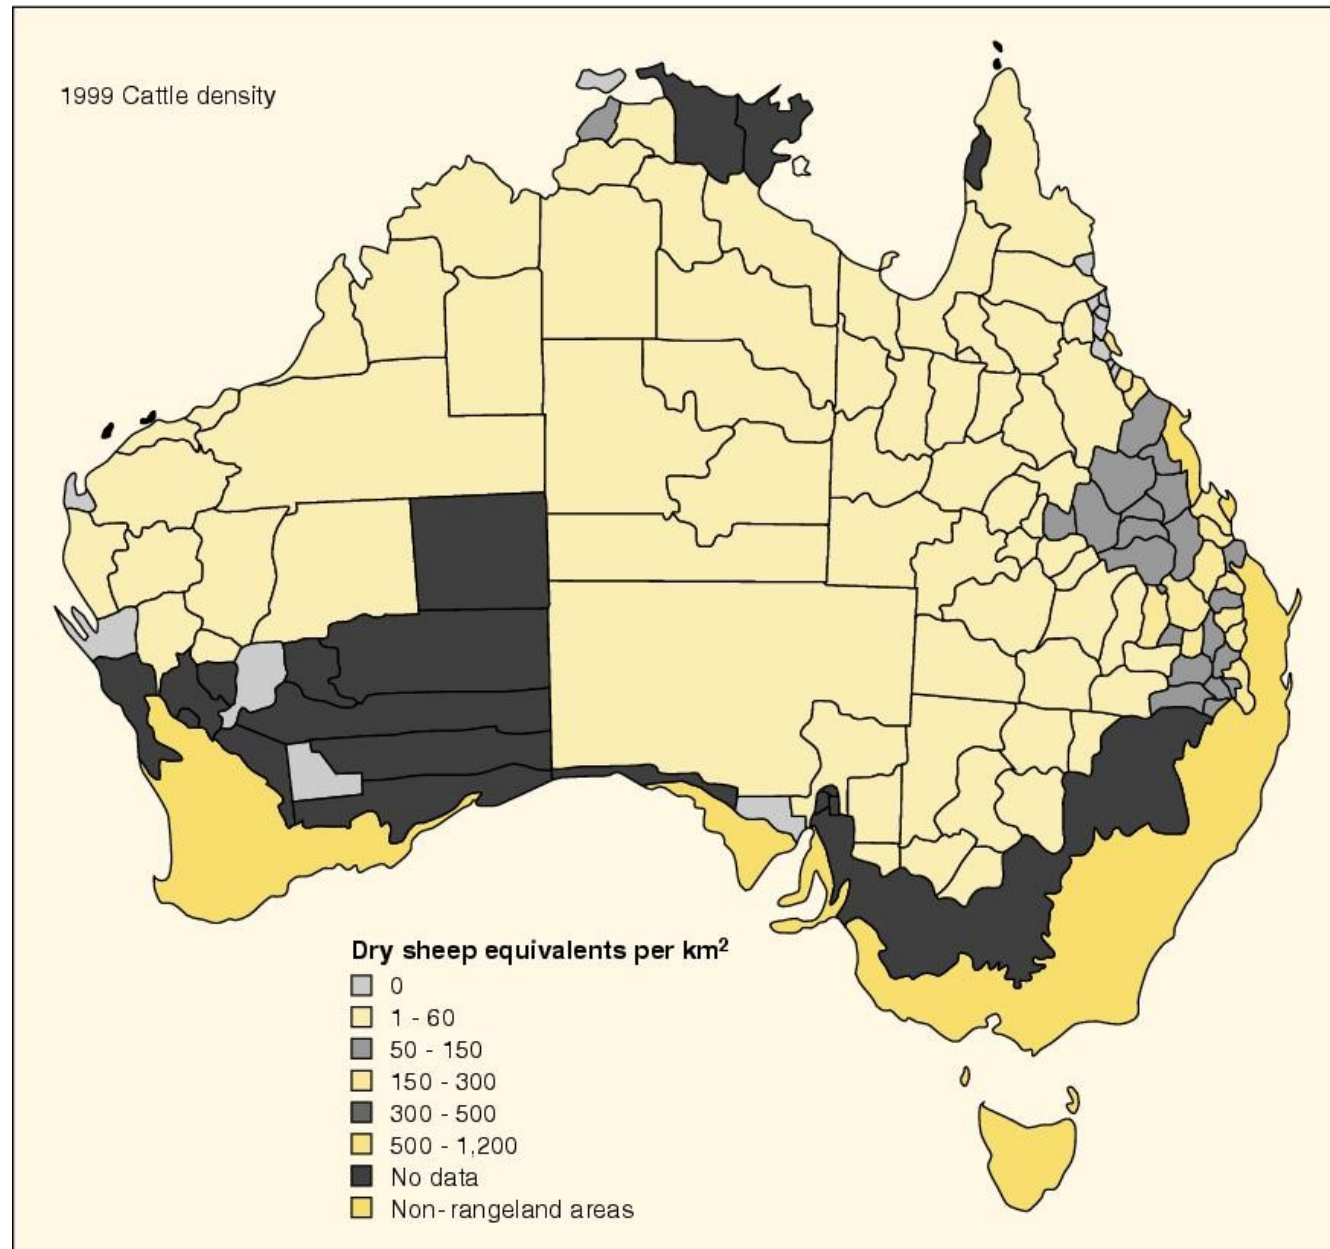 1999 Cattle density
Dry sheep equivalents per km²
0
1 - 60
50 - 150
150 - 300
300 - 500
500 - 1,200
No data
Non-rangeland areas